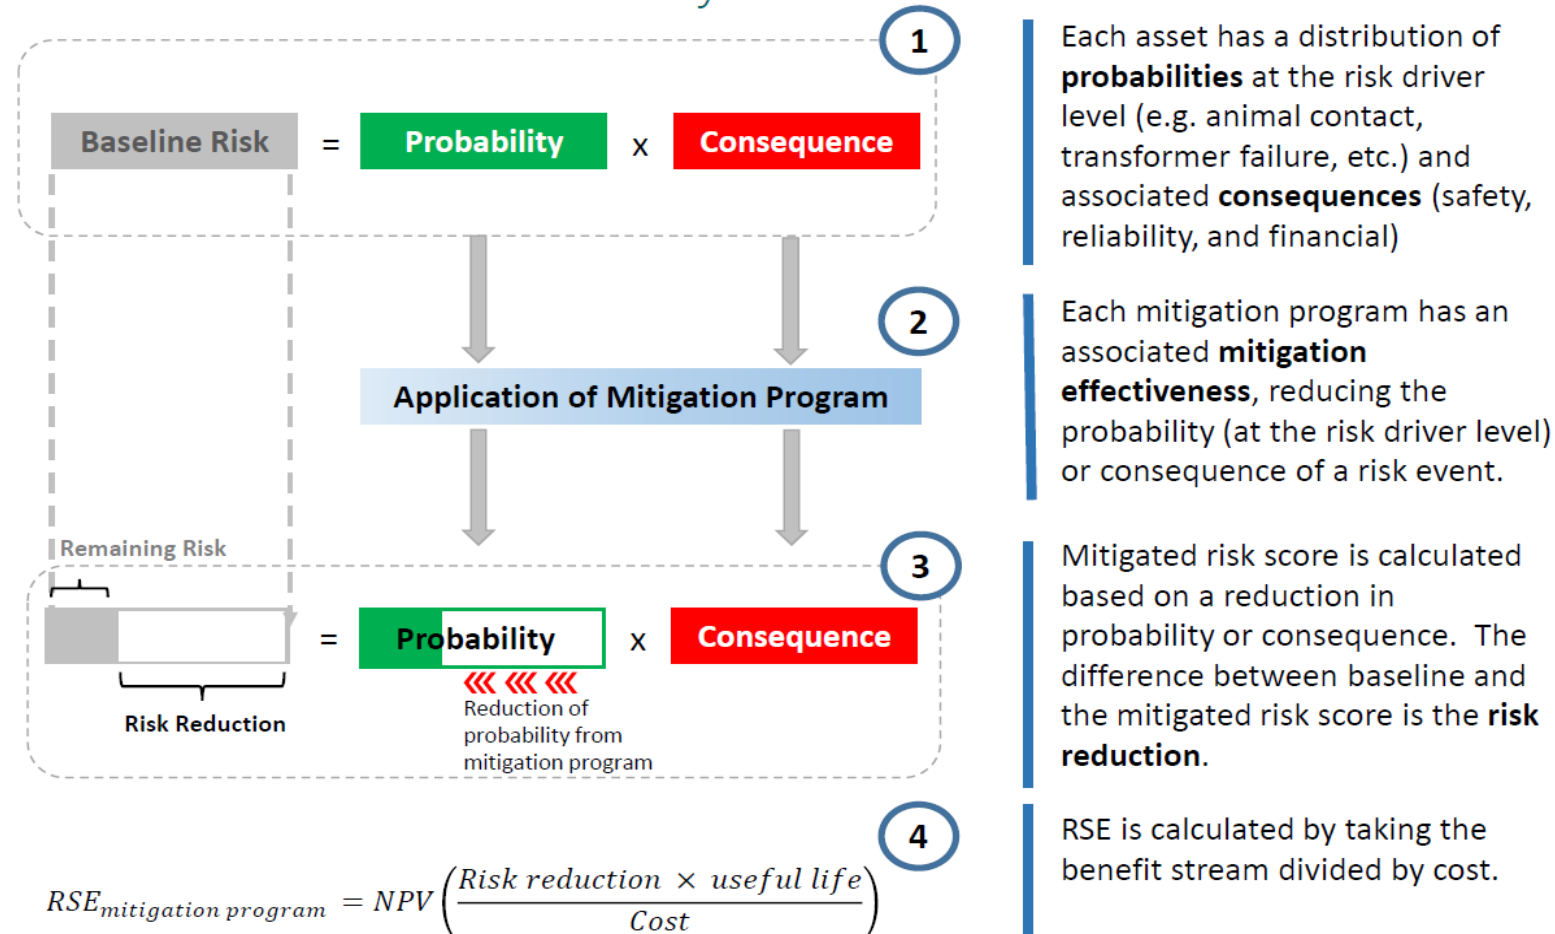 1
Baseline Risk = Probability x Consequence
Each asset has a distribution of
probabilities at the risk driver
level (e.g. animal contact,
transformer failure, etc.) and
associated consequences (safety,
reliability, and financial)
2
Application of Mitigation Program
Each mitigation program has an
associated mitigation
effectiveness, reducing the
probability (at the risk driver level)
or consequence of a risk event.
3
Remaining Risk
= Probability x Consequence
Risk Reduction
Reduction of
probability from
mitigation program
Mitigated risk score is calculated
based on a reduction in
probability or consequence. The
difference between baseline and
the mitigated risk score is the risk
reduction.
4
RSE mitigation program = NPV (Risk reduction × useful life
Cost)
RSE is calculated by taking the
benefit stream divided by cost.